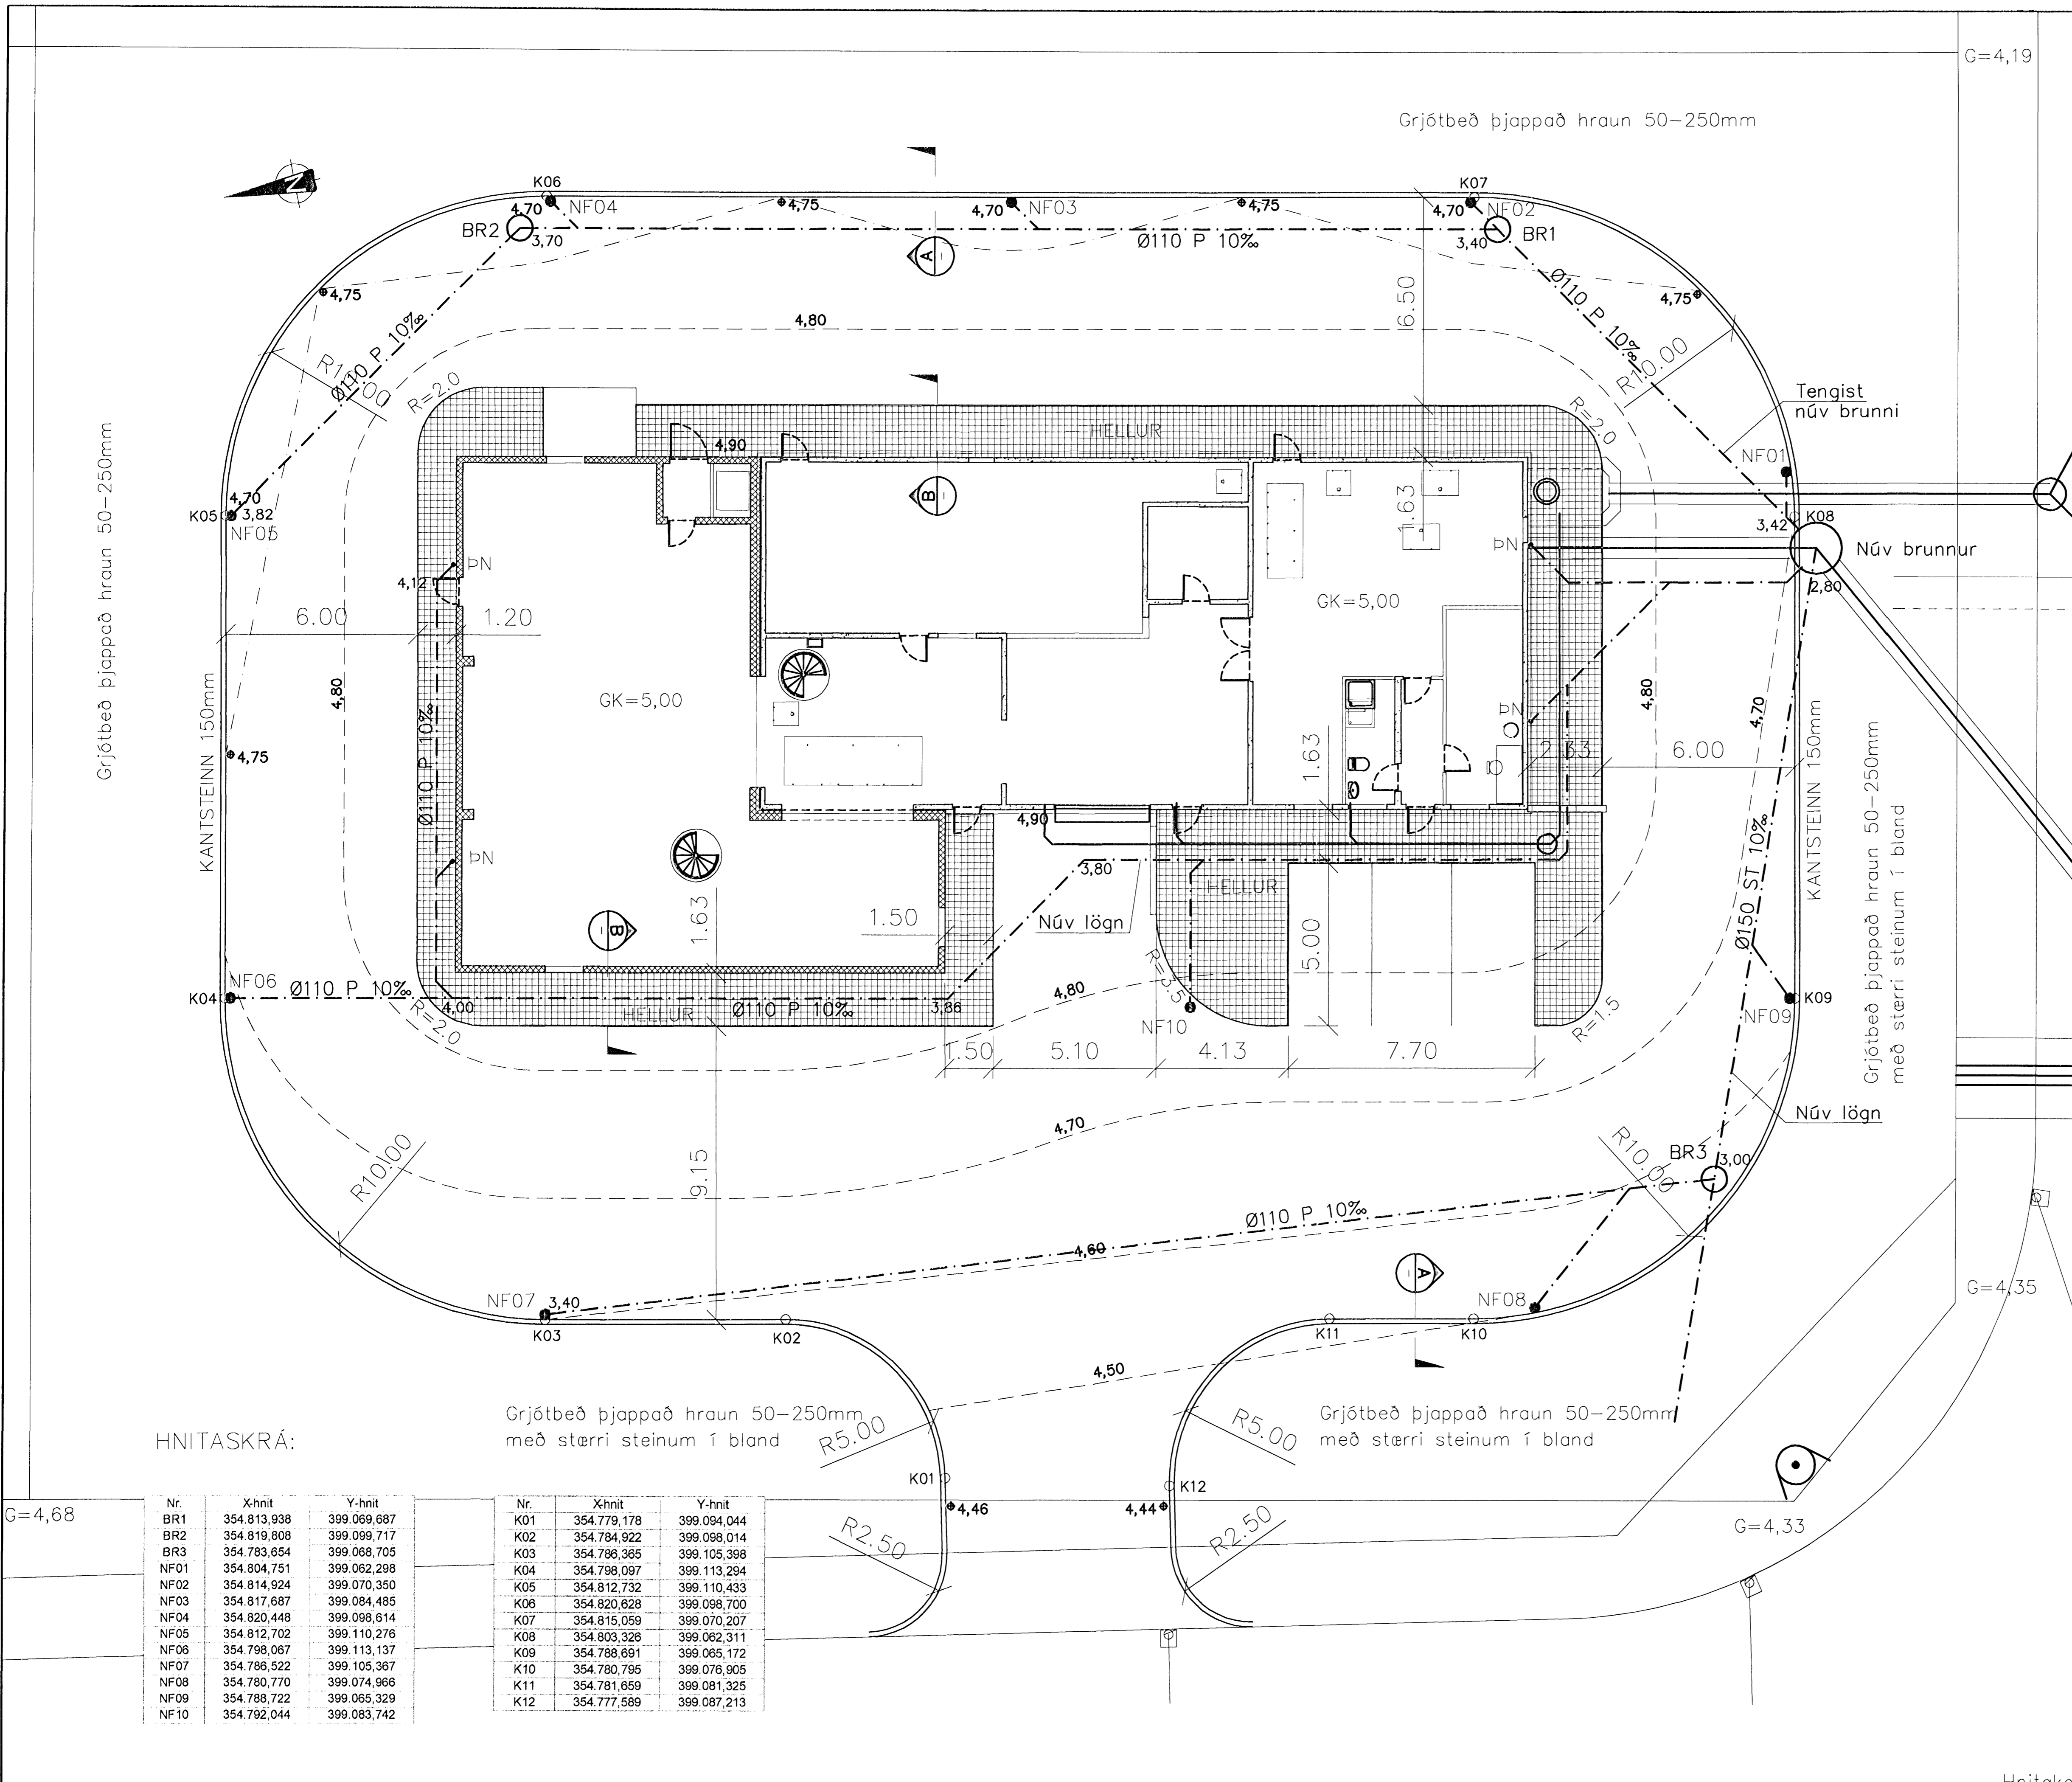 G=4,19
Grjótbeð þjappað hraun 50-250mm
N
K06
4,70
NF04
BR2
3,70
4,75
4,70
NF03
4,75
K07
4,70
NF02
3,40
BR1
Ø110 P 10‰
A
4,75
4,75
Ø110 P 10‰
Ø110 P 10‰
R10.00
R10.00
4,80
6.50
R=2.0
R=2.0
Tengist
núv brunni
HELLUR
4,90
B
1.63
NF01
Grjótbeð þjappað hraun 50-250mm
4,70
K05
3,82
NF05
3,42
K08
Núv brunnur
2,80
ÞN
ÞN
4,12
6.00
1.20
GK=5,00
GK=5,00
4,80
4,80
4,70
ÞN
KANTSTEINN 150mm
KANTSTEINN 150mm
4,75
Ø110 P 10‰
1.63
2.33
6.00
Grjótbeð þjappað hraun 50-250mm
með stærri steinum í bland
4,90
ÞN
3,80
HELLUR
1.63
1.50
B
Núv lögn
5.00
Ø150 ST 10‰
NF06
K04
Ø110 P 10‰
4,00
HELLUR
Ø110 P 10‰
3,86
4,80
R=3.5
NF10
R=2.0
R=1.5
K09
NF09
1.50
5.10
4.13
7.70
4,70
Núv lögn
R10.00
9.15
R10.00
BR3
3,00
Ø110 P 10‰
4,60
A
NF07
3,40
K03
K02
K11
K10
NF08
G=4,35
4,50
Grjótbeð þjappað hraun 50-250mm
með stærri steinum í bland
R5.00
R5.00
Grjótbeð þjappað hraun 50-250mm
með stærri steinum í bland
K01
K12
4,46
4,44
R2.50
R2.50
G=4,68
G=4,33
HNITASKRÁ:
Nr. X-hnit Y-hnit
BR1 354.813,938 399.069,687
BR2 354.819,808 399.099,717
BR3 354.783,654 399.068,705
NF01 354.804,751 399.062,298
NF02 354.814,924 399.070,350
NF03 354.817,687 399.084,485
NF04 354.820,448 399.098,614
NF05 354.812,702 399.110,276
NF06 354.798,067 399.113,137
NF07 354.786,522 399.105,367
NF08 354.780,770 399.074,966
NF09 354.788,722 399.065,329
NF10 354.792,044 399.083,742
Nr. X-hnit Y-hnit
K01 354.779,178 399.094,044
K02 354.784,922 399.098,014
K03 354.786,365 399.105,398
K04 354.798,097 399.113,294
K05 354.812,732 399.110,433
K06 354.820,628 399.098,700
K07 354.815,059 399.070,207
K08 354.803,326 399.062,311
K09 354.788,691 399.065,172
K10 354.780,795 399.076,905
K11 354.781,659 399.081,325
K12 354.777,589 399.087,213